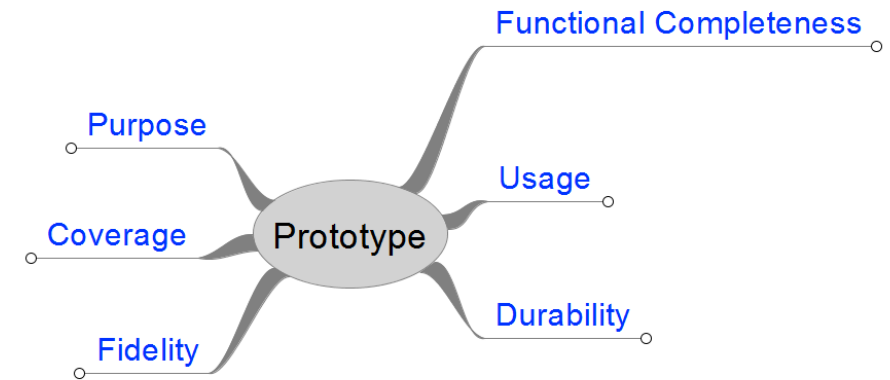 Functional Completeness
Purpose
Usage
Coverage
Prototype
Durability
Fidelity